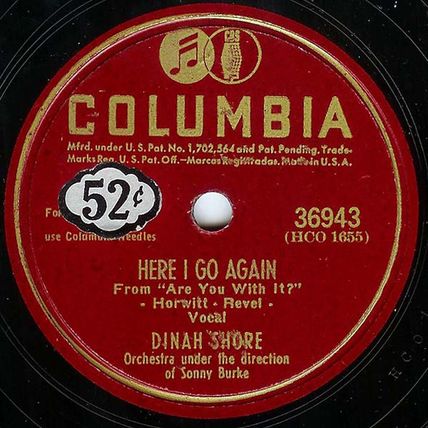 CBS
COLUMBIA
Mfrd. under U.S. Pat. No. 1,702,564 and Pat. Pending. Trade-
Marks Reg. U.S. Pat. Off.—Marcas Registradas. Made in U.S.A.
52¢
For
use Columbia Needles
36943
(HCO 1655)
HERE I GO AGAIN
From "Are You With It?"
- Horwitt - Revel -
Vocal
DINAH SHORE
Orchestra under the direction
of Sonny Burke